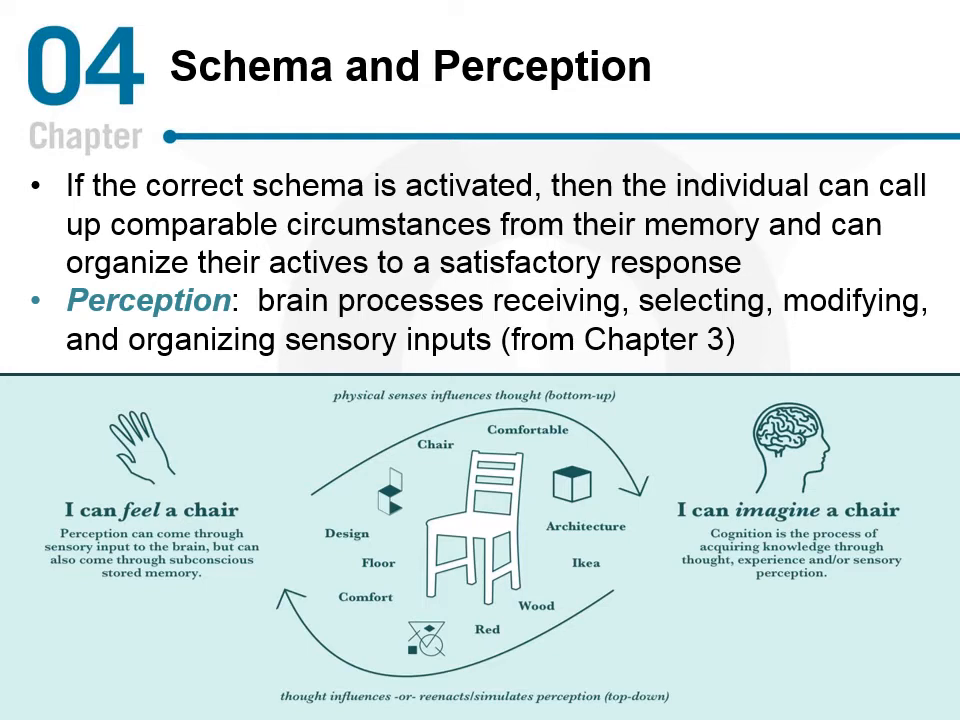 04
Chapter
Schema and Perception
• If the correct schema is activated, then the individual can call
up comparable circumstances from their memory and can
organize their actives to a satisfactory response
• Perception: brain processes receiving, selecting, modifying,
and organizing sensory inputs (from Chapter 3)
physical senses influences thought (bottom-up)
I can feel a chair
Perception can come through
sensory input to the brain, but can
also come through subconscious
stored memory.
Chair
Comfortable
Design
Architecture
Floor
Ikea
Comfort
Wood
Red
I can imagine a chair
Cognition is the process of
acquiring knowledge through
thought, experience and/or sensory
perception.
thought influences -or- reenacts/simulates perception (top-down)